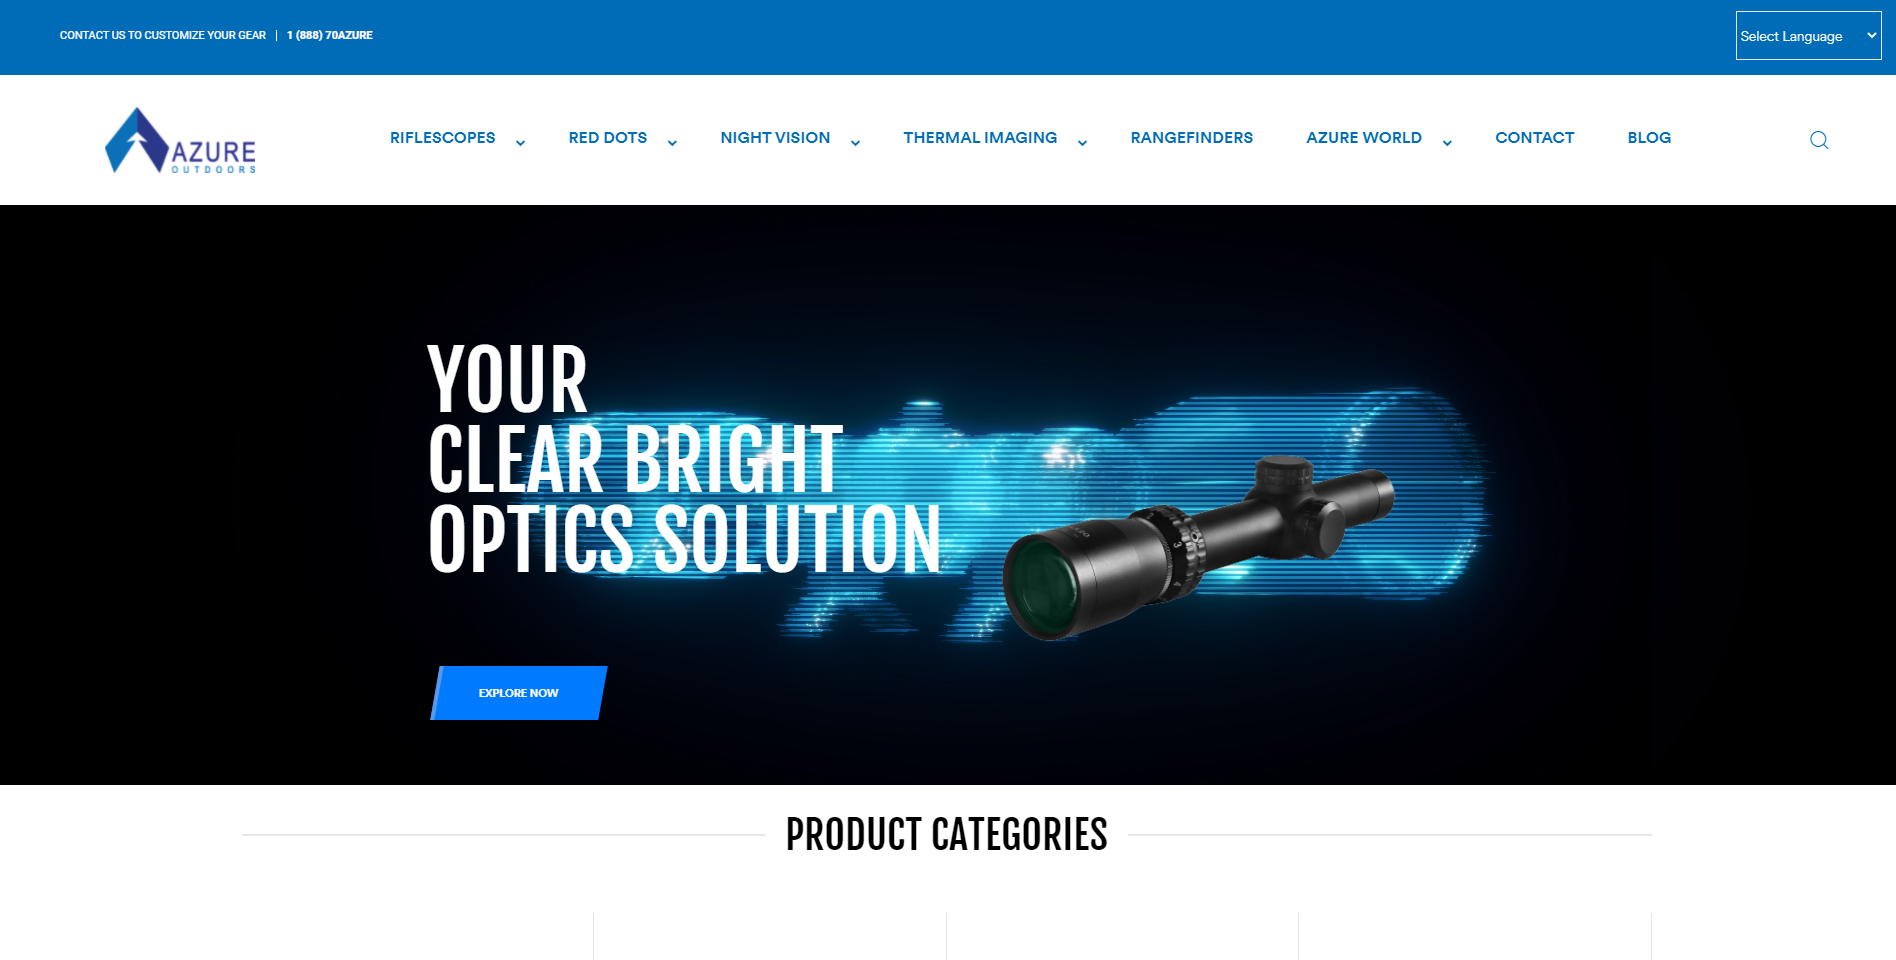 CONTACT US TO CUSTOMIZE YOUR GEAR | 1 (888) 70AZURE
Select Language
AZURE
OUTDOORS
RIFLESCOPES RED DOTS NIGHT VISION THERMAL IMAGING RANGEFINDERS AZURE WORLD CONTACT BLOG
YOUR
CLEAR BRIGHT
OPTICS SOLUTION
EXPLORE NOW
PRODUCT CATEGORIES